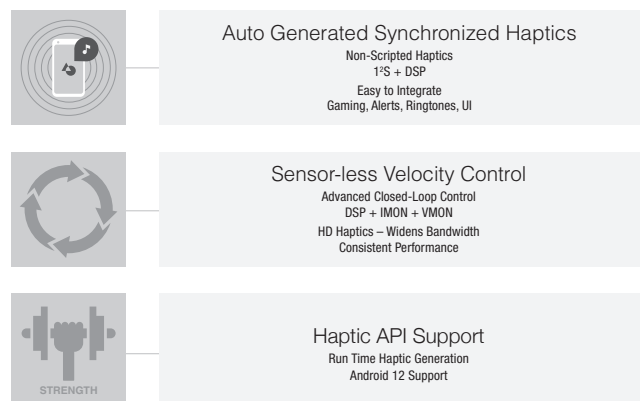 Auto Generated Synchronized Haptics
Non-Scripted Haptics
1²S + DSP
Easy to Integrate
Gaming, Alerts, Ringtones, UI
Sensor-less Velocity Control
Advanced Closed-Loop Control
DSP + IMON + VMON
HD Haptics – Widens Bandwidth
Consistent Performance
STRENGTH
Haptic API Support
Run Time Haptic Generation
Android 12 Support